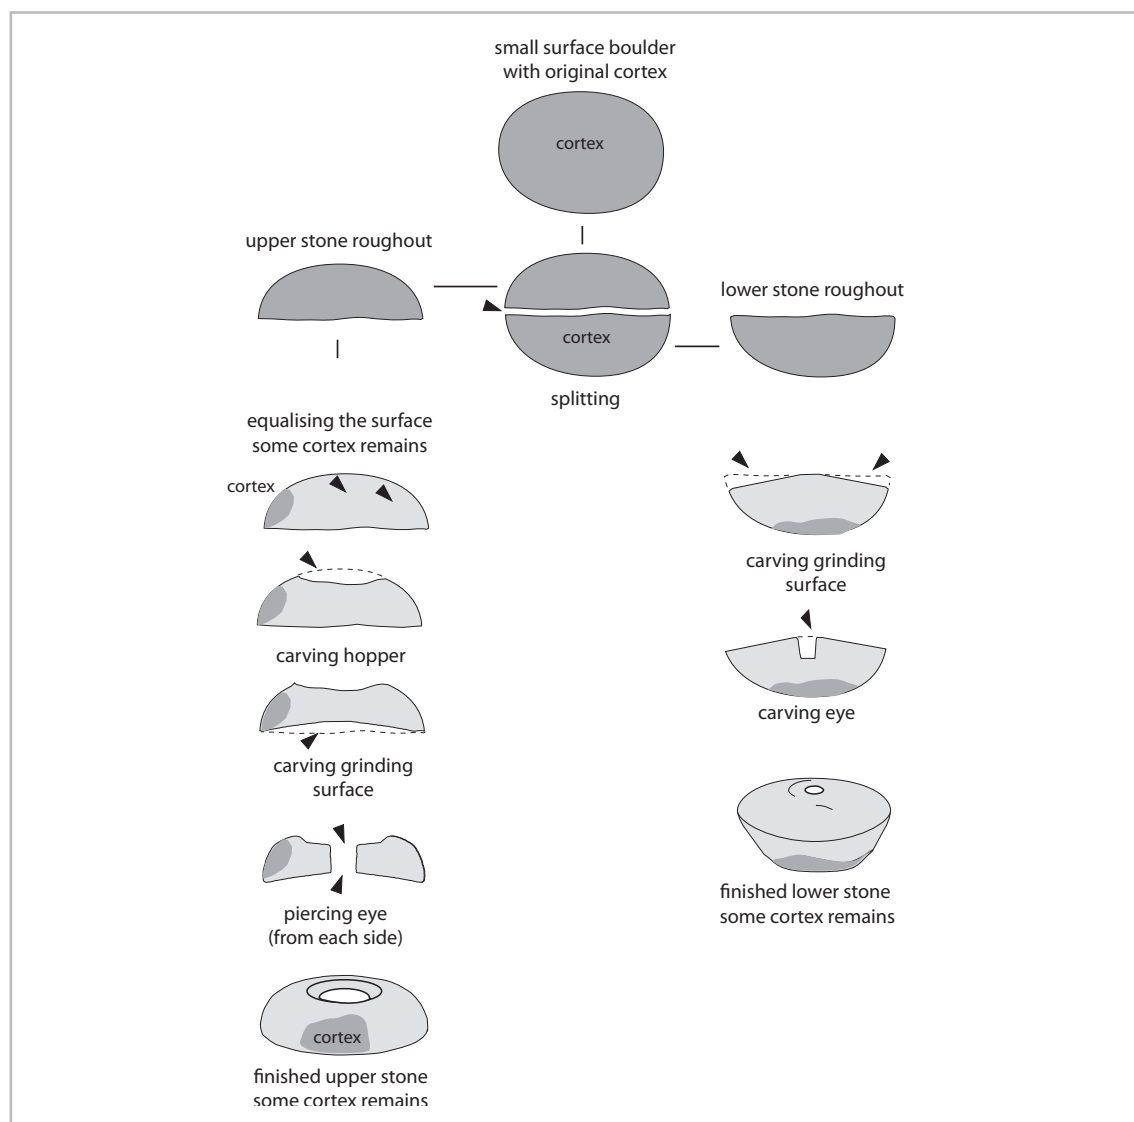 small surface boulder
with original cortex
cortex
upper stone roughout
lower stone roughout
cortex
splitting
equalising the surface
some cortex remains
cortex
carving hopper
carving grinding
surface
piercing eye
(from each side)
cortex
finished upper stone
some cortex remains
carving grinding
surface
carving eye
finished lower stone
some cortex remains